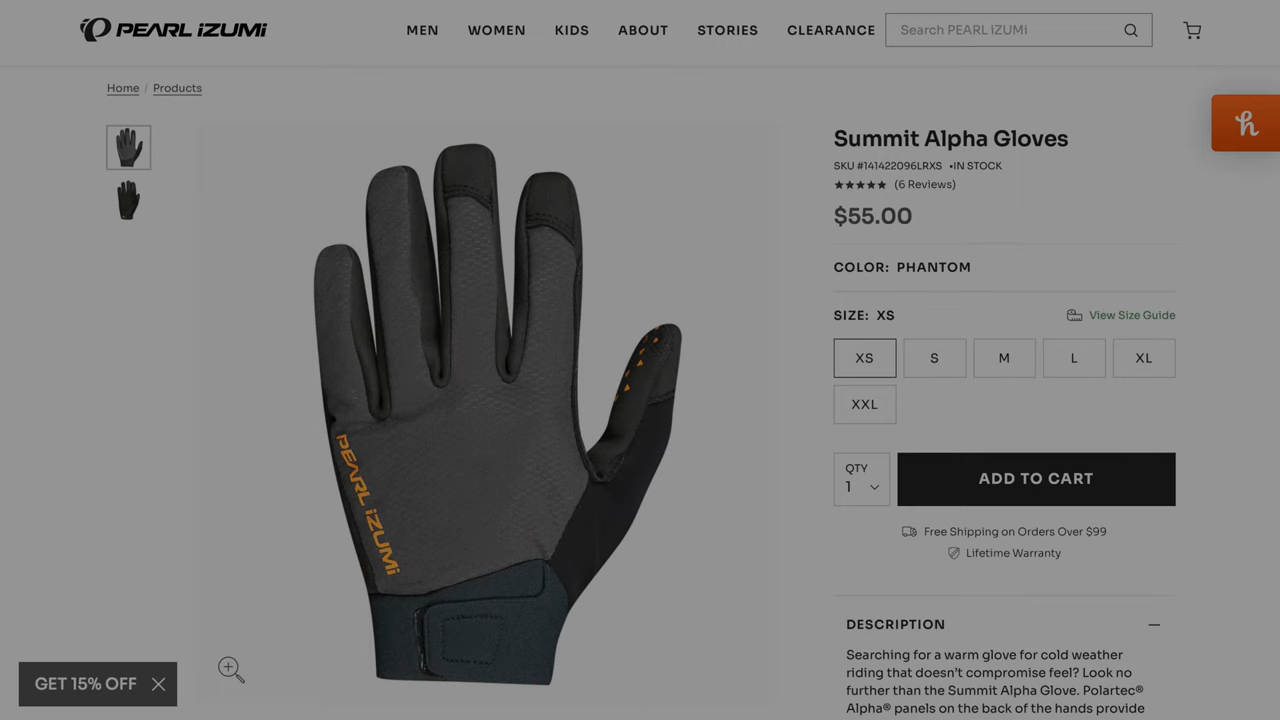 PEARL iZUMi
MEN WOMEN KIDS ABOUT STORIES CLEARANCE
Search PEARL iZUMi
Home / Products
Summit Alpha Gloves
SKU #141422096LRXS •IN STOCK
★★★★★ (6 Reviews)
$55.00
COLOR: PHANTOM
SIZE: XS View Size Guide
XS S M L XL
XXL
QTY
1
ADD TO CART
Free Shipping on Orders Over $99
Lifetime Warranty
DESCRIPTION
Searching for a warm glove for cold weather
riding that doesn't compromise feel? Look no
further than the Summit Alpha Glove. Polartec®
Alpha® panels on the back of the hands provide
PEARL iZUMi
GET 15% OFF
h